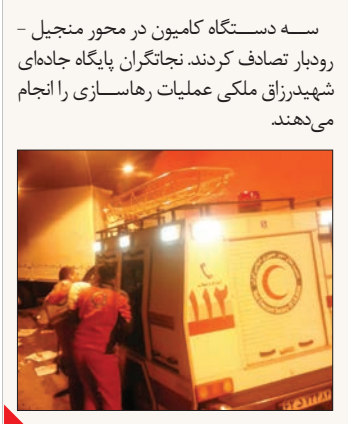 سه دستگاه کامیون در محور منجیل -
رودبار تصادف کردند. نجاتگران پایگاه جاده‌ای
شهیدرزاق ملکی عملیات رهاسازی را انجام
می‌دهند.
۱۱۲